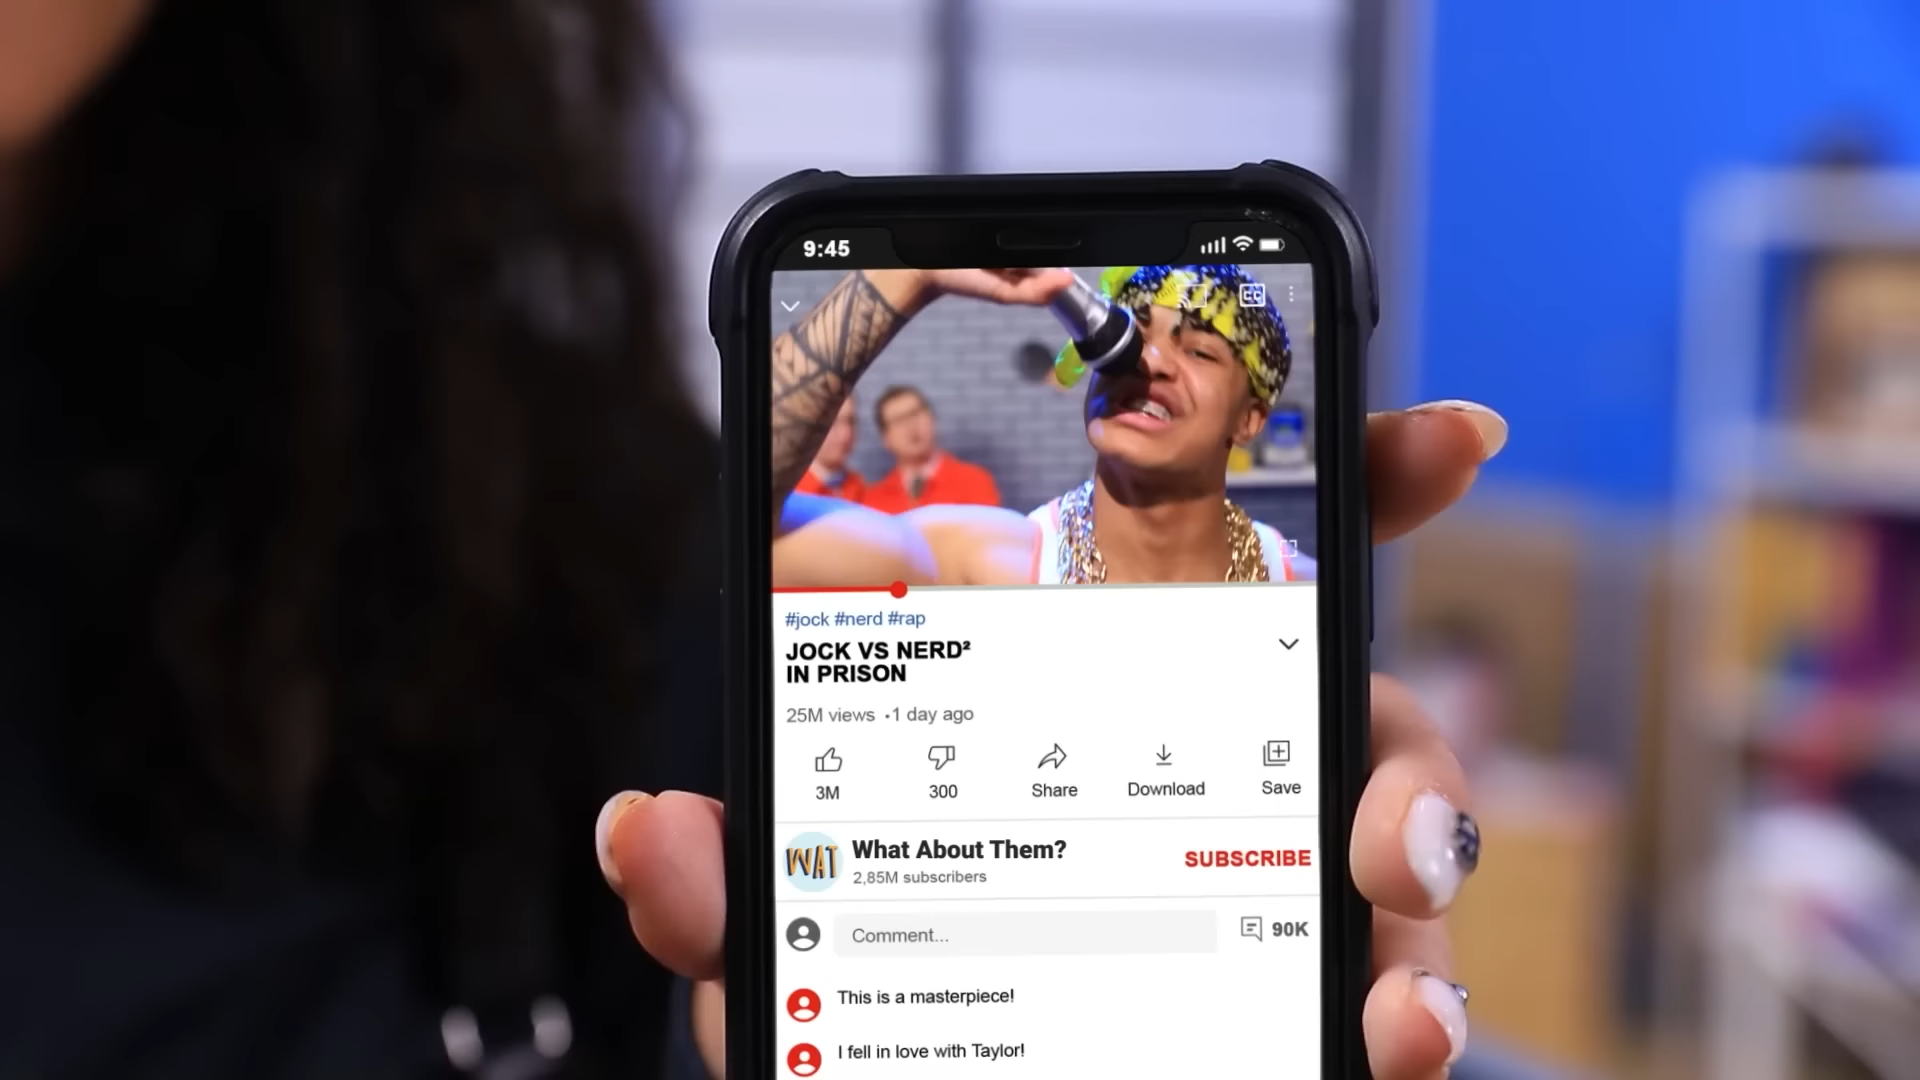 9:45
CC
#jock #nerd #rap
JOCK VS NERD²
IN PRISON
25M views •1 day ago
3M
300
Share
Download
Save
WAT
What About Them?
2,85M subscribers
SUBSCRIBE
Comment...
90K
This is a masterpiece!
I fell in love with Taylor!